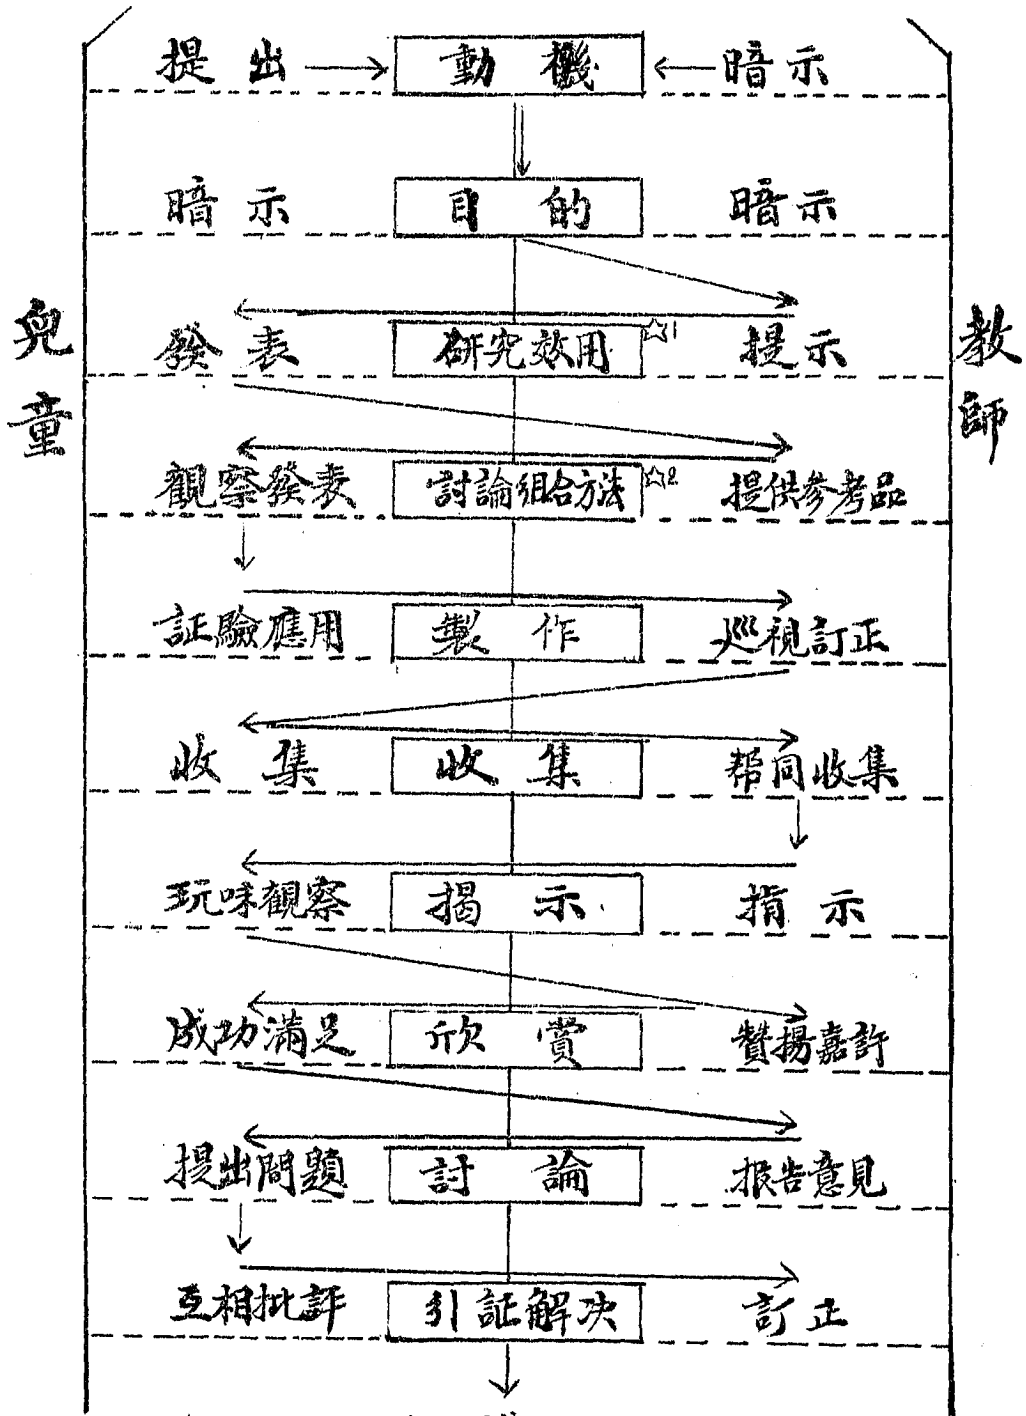 提出 動機 暗示
暗示 目的 暗示
兒童
教師
發表 研究效用 ☆1 提示
觀察發表 討論組合方法 ☆2 提供參考品
証驗應用 製作 巡視訂正
收集 收集 帮同收集
玩味觀察 揭示 指示
成功滿足 欣賞 贊揚嘉許
提出問題 討論 报告意見
互相批評 引証解决 訂正